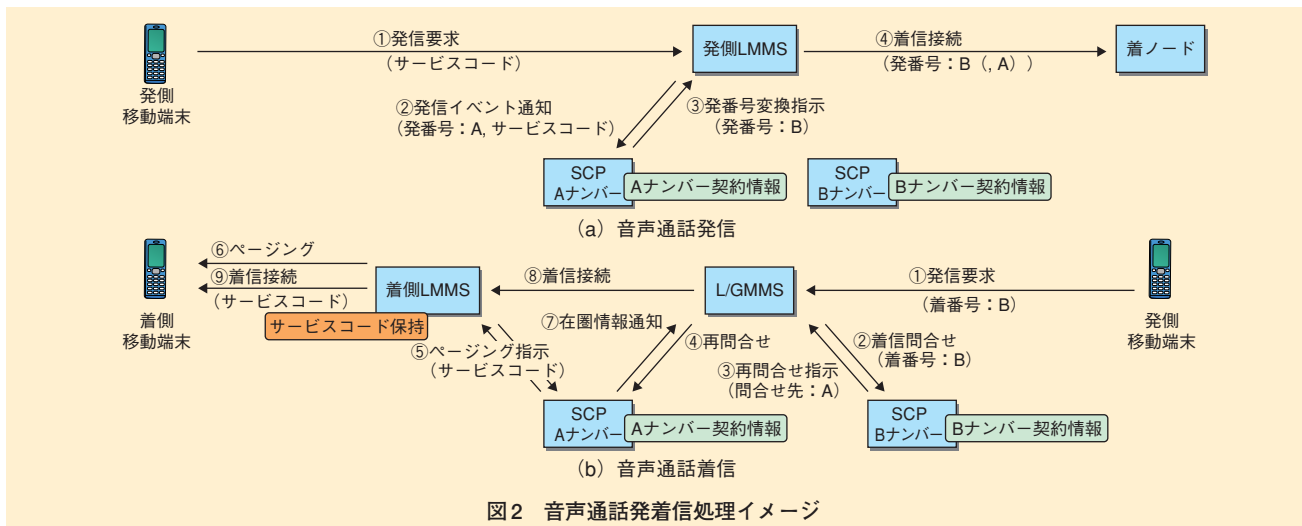 ①発信要求
（サービスコード）
発側
移動端末
発側LMMS
④着信接続
（発番号：B（, A））
着ノード
②発信イベント通知
（発番号：A, サービスコード）
③発番号変換指示
（発番号：B）
SCP
Aナンバー
Aナンバー契約情報
SCP
Bナンバー
Bナンバー契約情報
（a）音声通話発信
⑥ページング
⑨着信接続
（サービスコード）
着側
移動端末
着側LMMS
サービスコード保持
⑧着信接続
L/GMMS
①発信要求
（着番号：B）
発側
移動端末
⑦在圏情報通知
④再問合せ
⑤ページング指示
（サービスコード）
②着信問合せ
（着番号：B）
③再問合せ指示
（問合せ先：A）
SCP
Aナンバー
Aナンバー契約情報
SCP
Bナンバー
Bナンバー契約情報
（b）音声通話着信
図2　音声通話発着信処理イメージ